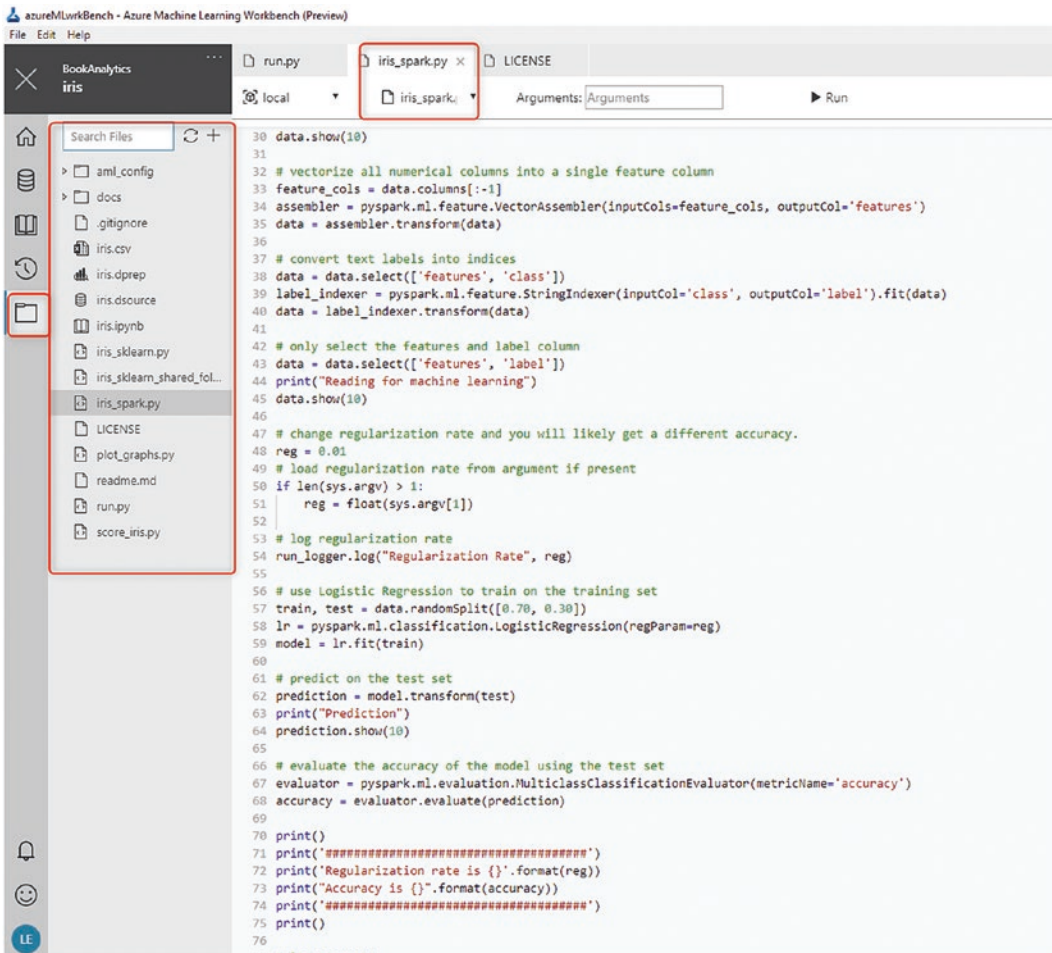 azureMLwrkBench - Azure Machine Learning Workbench (Preview)
File Edit Help
BookAnalytics
iris
...
run.py
iris_spark.py ×
LICENSE
local
iris_spark.
Arguments: Arguments
Run
Search Files
aml_config
docs
.gitignore
iris.csv
iris.dprep
iris.dsource
iris.ipynb
iris_sklearn.py
iris_sklearn_shared_fol...
iris_spark.py
LICENSE
plot_graphs.py
readme.md
run.py
score_iris.py
LE
30 data.show(10)
31
32 # vectorize all numerical columns into a single feature column
33 feature_cols = data.columns[:-1]
34 assembler = pyspark.ml.feature.VectorAssembler(inputCols=feature_cols, outputCol='features')
35 data = assembler.transform(data)
36
37 # convert text labels into indices
38 data = data.select(['features', 'class'])
39 label_indexer = pyspark.ml.feature.StringIndexer(inputCol='class', outputCol='label').fit(data)
40 data = label_indexer.transform(data)
41
42 # only select the features and label column
43 data = data.select(['features', 'label'])
44 print("Reading for machine learning")
45 data.show(10)
46
47 # change regularization rate and you will likely get a different accuracy.
48 reg = 0.01
49 # load regularization rate from argument if present
50 if len(sys.argv) > 1:
51     reg = float(sys.argv[1])
52
53 # log regularization rate
54 run_logger.log("Regularization Rate", reg)
55
56 # use Logistic Regression to train on the training set
57 train, test = data.randomSplit([0.70, 0.30])
58 lr = pyspark.ml.classification.LogisticRegression(regParam=reg)
59 model = lr.fit(train)
60
61 # predict on the test set
62 prediction = model.transform(test)
63 print("Prediction")
64 prediction.show(10)
65
66 # evaluate the accuracy of the model using the test set
67 evaluator = pyspark.ml.evaluation.MulticlassClassificationEvaluator(metricName='accuracy')
68 accuracy = evaluator.evaluate(prediction)
69
70 print()
71 print('#####################################')
72 print('Regularization rate is {}'.format(reg))
73 print("Accuracy is {}".format(accuracy))
74 print('#####################################')
75 print()
76